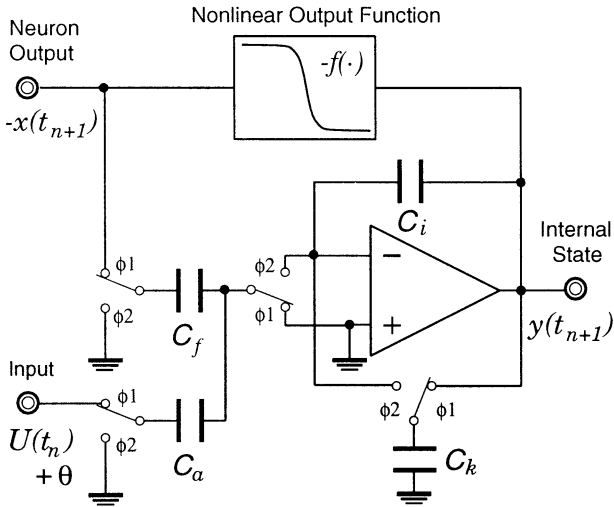 Nonlinear Output Function
Neuron
Output
-f(·)
-x(tₙ₊₁)
Cᵢ
Internal
State
ϕ1
ϕ2
ϕ2
ϕ1
−
+
y(tₙ₊₁)
C_f
Input
ϕ1
ϕ2
U(tₙ)
+ θ
Cₐ
ϕ2
ϕ1
Cₖ